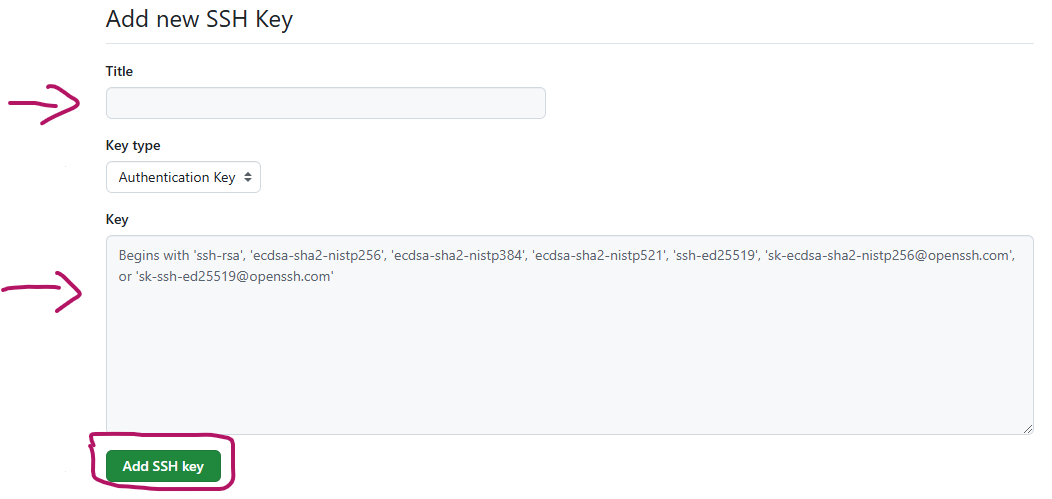 Add new SSH Key
Title
Key type
Authentication Key
Key
Begins with 'ssh-rsa', 'ecdsa-sha2-nistp256', 'ecdsa-sha2-nistp384', 'ecdsa-sha2-nistp521', 'ssh-ed25519', 'sk-ecdsa-sha2-nistp256@openssh.com',
or 'sk-ssh-ed25519@openssh.com'
Add SSH key